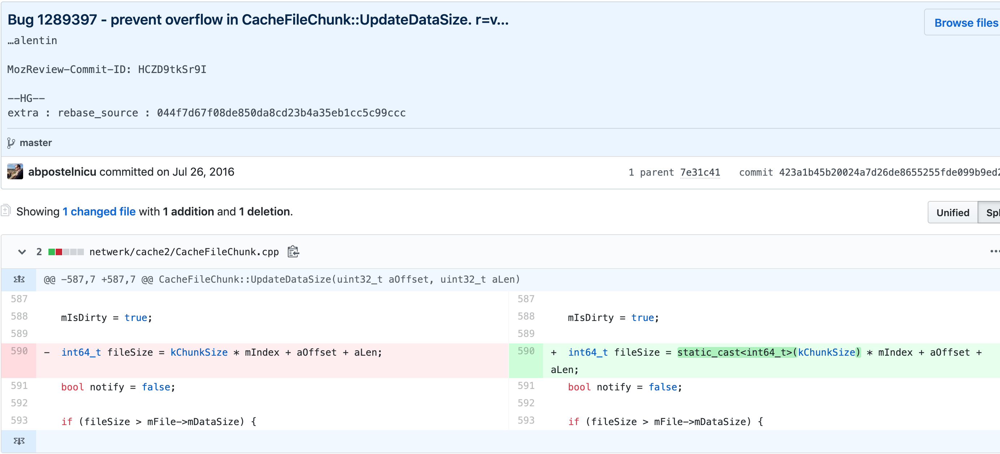 Bug 1289397 - prevent overflow in CacheFileChunk::UpdateDataSize. r=v...
Browse files
…alentin
MozReview-Commit-ID: HCZD9tkSr9I
--HG--
extra : rebase_source : 044f7d67f08de850da8cd23b4a35eb1cc5c99ccc
master
abpostelnicu committed on Jul 26, 2016
1 parent 7e31c41 commit 423a1b45b20024a7d26de8655255fde099b9ed
Showing 1 changed file with 1 addition and 1 deletion.
Unified
Spl
2 netwerk/cache2/CacheFileChunk.cpp
@@ -587,7 +587,7 @@ CacheFileChunk::UpdateDataSize(uint32_t aOffset, uint32_t aLen)
587 587
588 mIsDirty = true; 588 mIsDirty = true;
589 589
590 - int64_t fileSize = kChunkSize * mIndex + aOffset + aLen; 590 + int64_t fileSize = static_cast<int64_t>(kChunkSize) * mIndex + aOffset +
aLen;
591 bool notify = false; 591 bool notify = false;
592 592
593 if (fileSize > mFile->mDataSize) { 593 if (fileSize > mFile->mDataSize) {